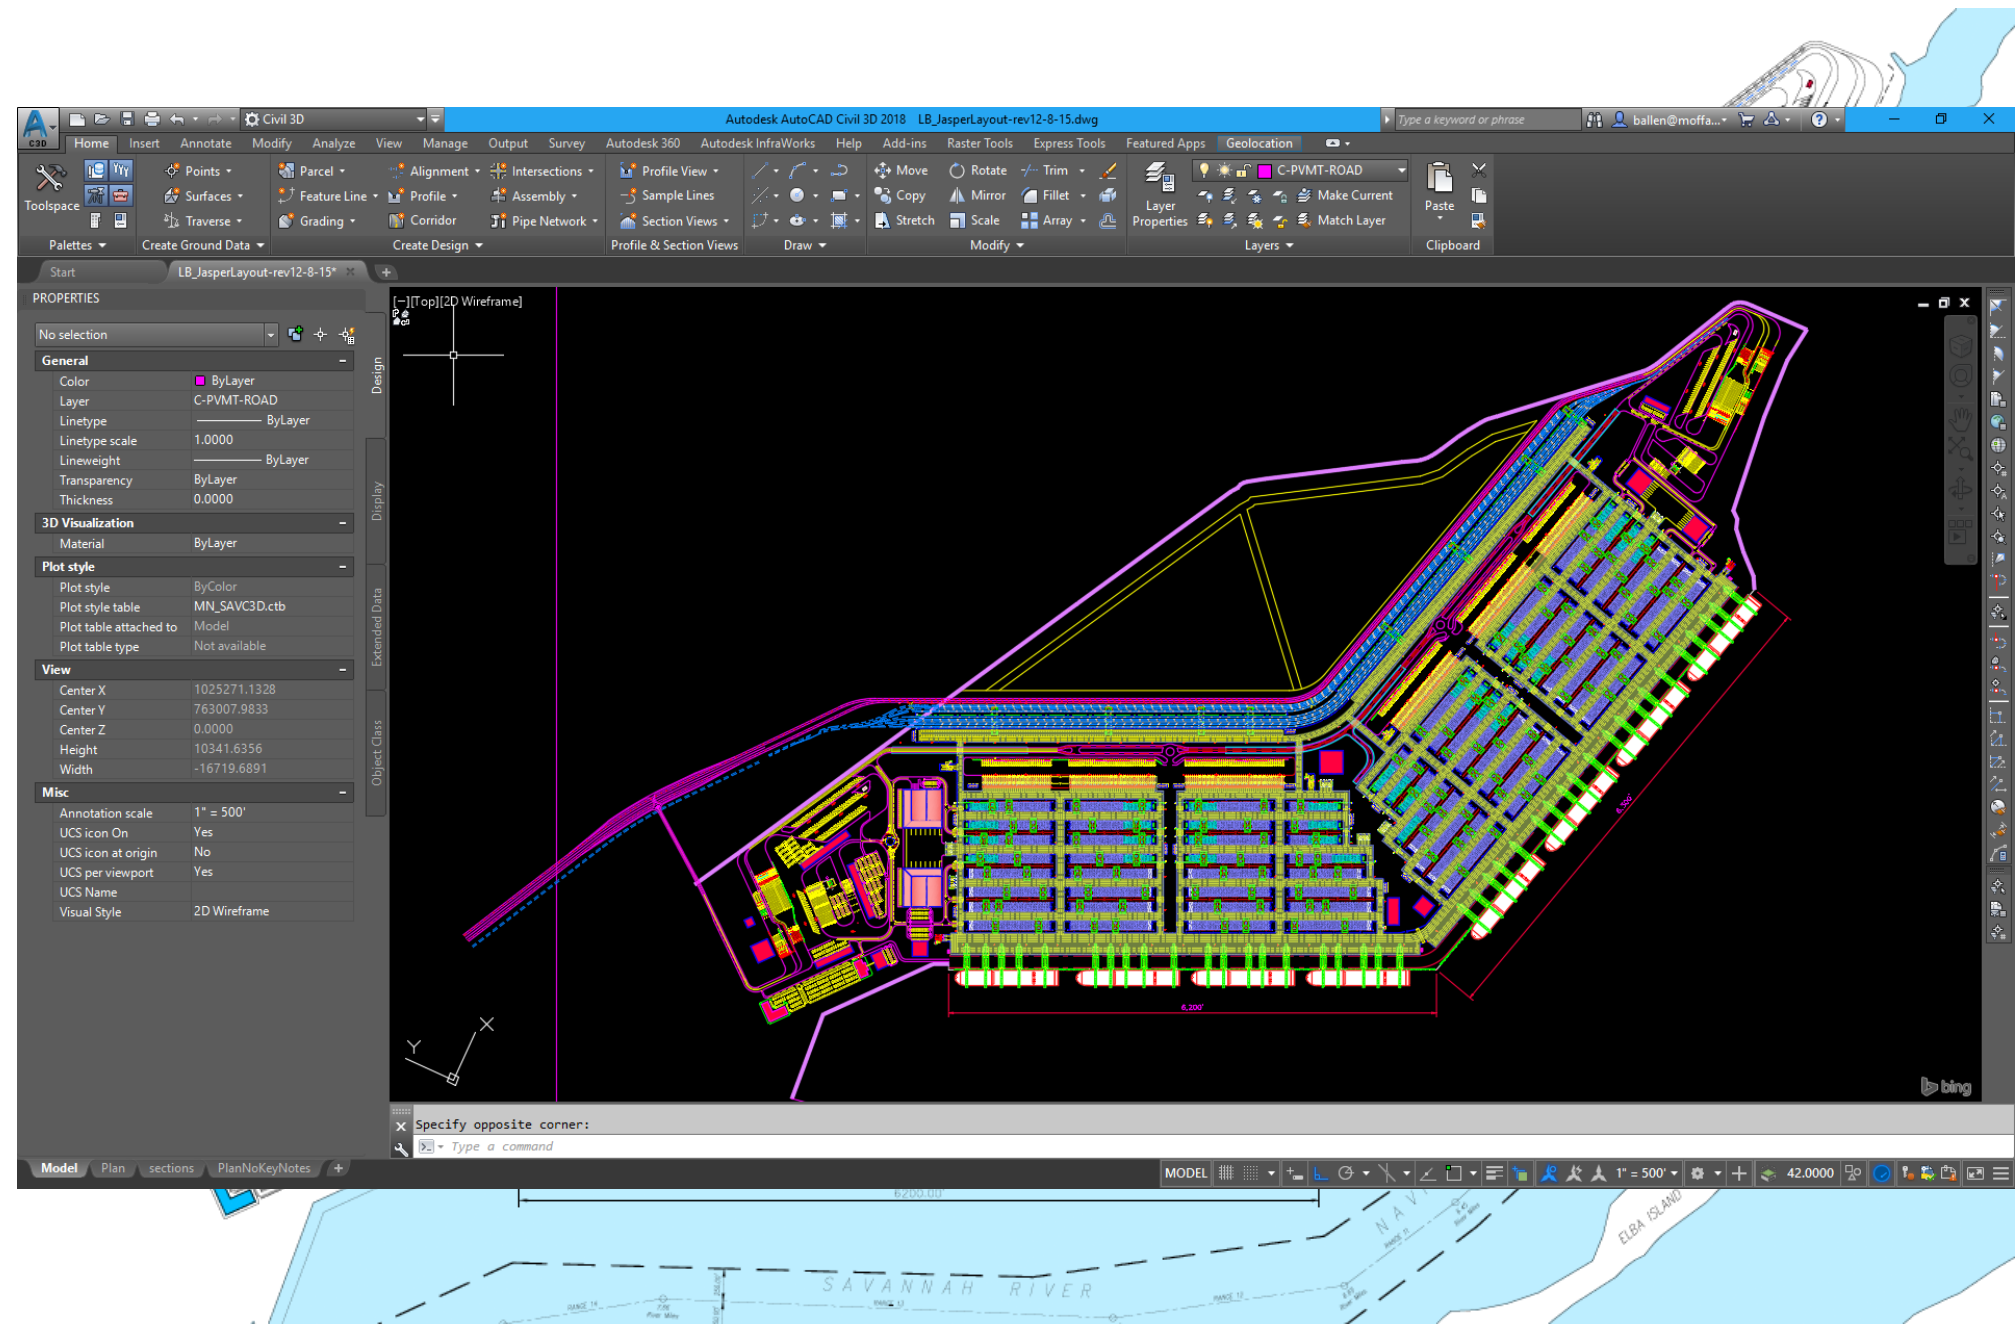 C3D
Civil 3D
Autodesk AutoCAD Civil 3D 2018 LB_JasperLayout-rev12-8-15.dwg
Type a keyword or phrase
ballen@moffa...
Home Insert Annotate Modify Analyze View Manage Output Survey Autodesk 360 Autodesk InfraWorks Help Add-ins Raster Tools Express Tools Featured Apps Geolocation
Toolspace
Points
Surfaces
Traverse
Parcel
Feature Line
Grading
Alignment
Profile
Corridor
Intersections
Assembly
Pipe Network
Profile View
Sample Lines
Section Views
Move
Copy
Stretch
Rotate
Mirror
Scale
Trim
Fillet
Array
Layer
Properties
C-PVMT-ROAD
Make Current
Match Layer
Paste
Palettes
Create Ground Data
Create Design
Profile & Section Views
Draw
Modify
Layers
Clipboard
Start
LB_JasperLayout-rev12-8-15*
PROPERTIES
No selection
General
Color ByLayer
Layer C-PVMT-ROAD
Linetype ByLayer
Linetype scale 1.0000
Lineweight ByLayer
Transparency ByLayer
Thickness 0.0000
3D Visualization
Material ByLayer
Plot style
Plot style ByColor
Plot style table MN_SAVC3D.ctb
Plot table attached to Model
Plot table type Not available
View
Center X 1025271.1328
Center Y 763007.9833
Center Z 0.0000
Height 10341.6356
Width -16719.6891
Misc
Annotation scale 1" = 500'
UCS icon On Yes
UCS icon at origin No
UCS per viewport Yes
UCS Name
Visual Style 2D Wireframe
Design
Display
Extended Data
Object Class
[−][Top][2D Wireframe]
6,200'
Y
X
bing
Specify opposite corner:
Type a command
Model Plan sections PlanNoKeyNotes
MODEL
1" = 500'
42.0000
6200.00'
SAVANNAH RIVER
ELBA ISLAND
RANGE 14
RANGE 13
RANGE 12